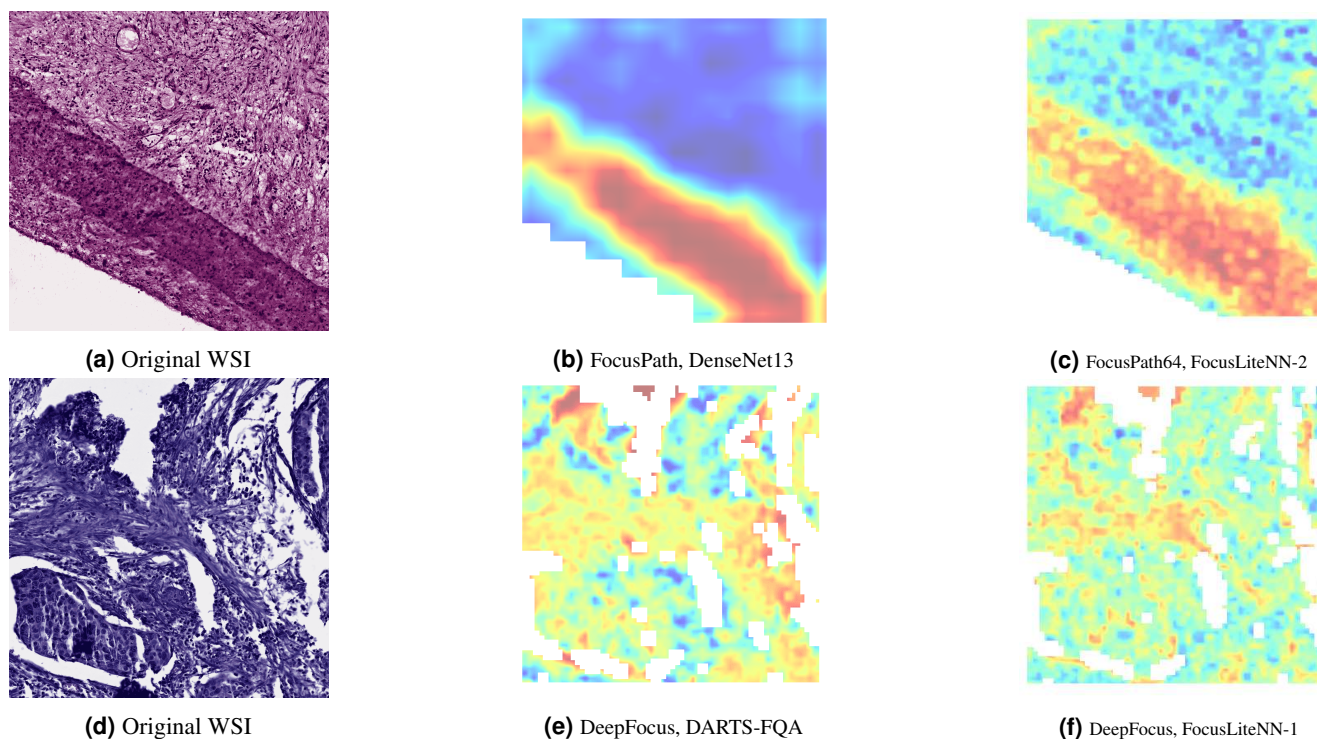 (a) Original WSI
(b) FocusPath, DenseNet13
(c) FocusPath64, FocusLiteNN-2
(d) Original WSI
(e) DeepFocus, DARTS-FQA
(f) DeepFocus, FocusLiteNN-1